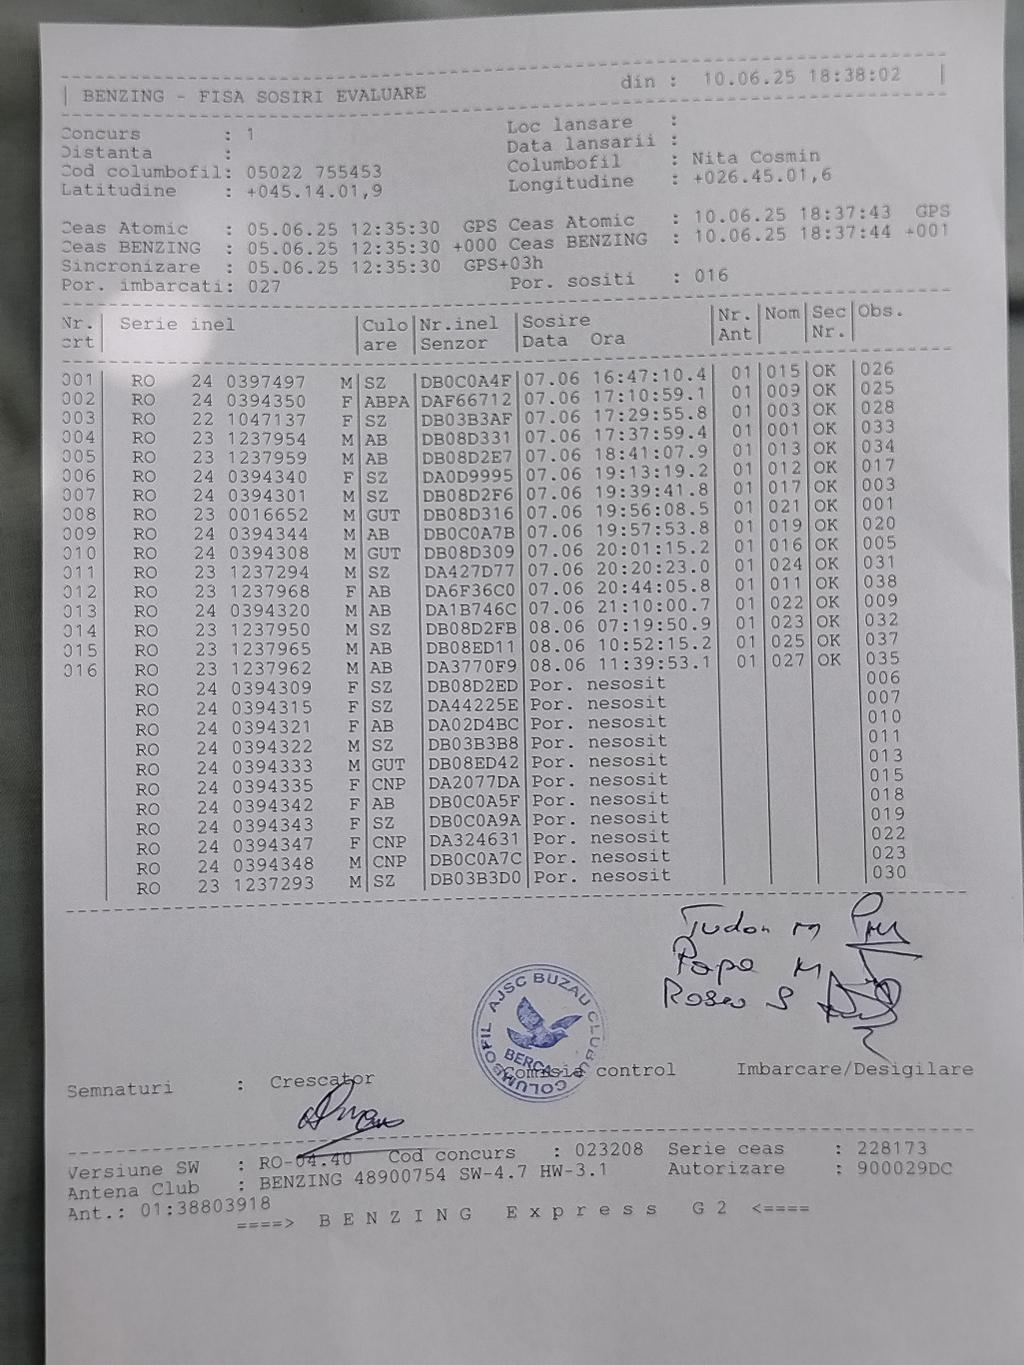 BENZING - FISA SOSIRI EVALUARE din : 10.06.25 18:38:02
Concurs : 1 Loc lansare :
Distanta : Data lansarii :
Cod columbofil: 05022 755453 Columbofil : Nita Cosmin
Latitudine : +045.14.01,9 Longitudine : +026.45.01,6
Ceas Atomic : 05.06.25 12:35:30 GPS Ceas Atomic : 10.06.25 18:37:43 GPS
Ceas BENZING : 05.06.25 12:35:30 +000 Ceas BENZING : 10.06.25 18:37:44 +001
Sincronizare : 05.06.25 12:35:30 GPS+03h
Por. imbarcati: 027 Por. sositi : 016
Nr. Serie inel Culo Nr.inel Sosire Nr. Nom Sec Obs.
crt are Senzor Data Ora Ant Nr.
001 RO 24 0397497 M SZ DB0C0A4F 07.06 16:47:10.4 01 015 OK 026
002 RO 24 0394350 F ABPA DAF66712 07.06 17:10:59.1 01 009 OK 025
003 RO 22 1047137 F SZ DB03B3AF 07.06 17:29:55.8 01 003 OK 028
004 RO 23 1237954 M AB DB08D331 07.06 17:37:59.4 01 001 OK 033
005 RO 23 1237959 M AB DB08D2E7 07.06 18:41:07.9 01 013 OK 034
006 RO 24 0394340 F SZ DA0D9995 07.06 19:13:19.2 01 012 OK 017
007 RO 24 0394301 M SZ DB08D2F6 07.06 19:39:41.8 01 017 OK 003
008 RO 23 0016652 M GUT DB08D316 07.06 19:56:08.5 01 021 OK 001
009 RO 24 0394344 M AB DB0C0A7B 07.06 19:57:53.8 01 019 OK 020
010 RO 24 0394308 M GUT DB08D309 07.06 20:01:15.2 01 016 OK 005
011 RO 23 1237294 M SZ DA427D77 07.06 20:20:23.0 01 024 OK 031
012 RO 23 1237968 F AB DA6F36C0 07.06 20:44:05.8 01 011 OK 038
013 RO 24 0394320 M AB DA1B746C 07.06 21:10:00.7 01 022 OK 009
014 RO 23 1237950 M SZ DB08D2FB 08.06 07:19:50.9 01 023 OK 032
015 RO 23 1237965 M AB DB08ED11 08.06 10:52:15.2 01 025 OK 037
016 RO 23 1237962 M AB DA3770F9 08.06 11:39:53.1 01 027 OK 035
RO 24 0394309 F SZ DB08D2ED Por. nesosit 006
RO 24 0394315 F SZ DA44225E Por. nesosit 007
RO 24 0394321 F AB DA02D4BC Por. nesosit 010
RO 24 0394322 M SZ DB03B3B8 Por. nesosit 011
RO 24 0394333 M GUT DB08ED42 Por. nesosit 013
RO 24 0394335 F CNP DA2077DA Por. nesosit 015
RO 24 0394342 F AB DB0C0A5F Por. nesosit 018
RO 24 0394343 F SZ DB0C0A9A Por. nesosit 019
RO 24 0394347 F CNP DA324631 Por. nesosit 022
RO 24 0394348 M CNP DB0C0A7C Por. nesosit 023
RO 23 1237293 M SZ DB03B3D0 Por. nesosit 030
Tudor M
Popa M
Rosu S
COLUMBOFIL AJSC BUZAU CLUBUL
BERCA
Semnaturi : Crescator Comisia control Imbarcare/Desigilare
Versiune SW : RO-04.40 Cod concurs : 023208 Serie ceas : 228173
Antena Club : BENZING 48900754 SW-4.7 HW-3.1 Autorizare : 900029DC
Ant.: 01:38803918
====> B E N Z I N G E x p r e s s G 2 <====